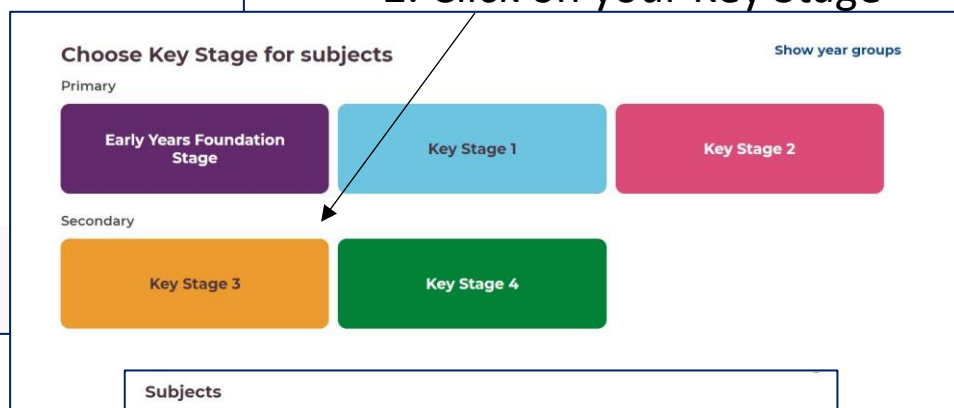 2. Click on your Key Stage
Choose Key Stage for subjects
Show year groups
Primary
Early Years Foundation
Stage
Key Stage 1
Key Stage 2
Secondary
Key Stage 3
Key Stage 4
Subjects